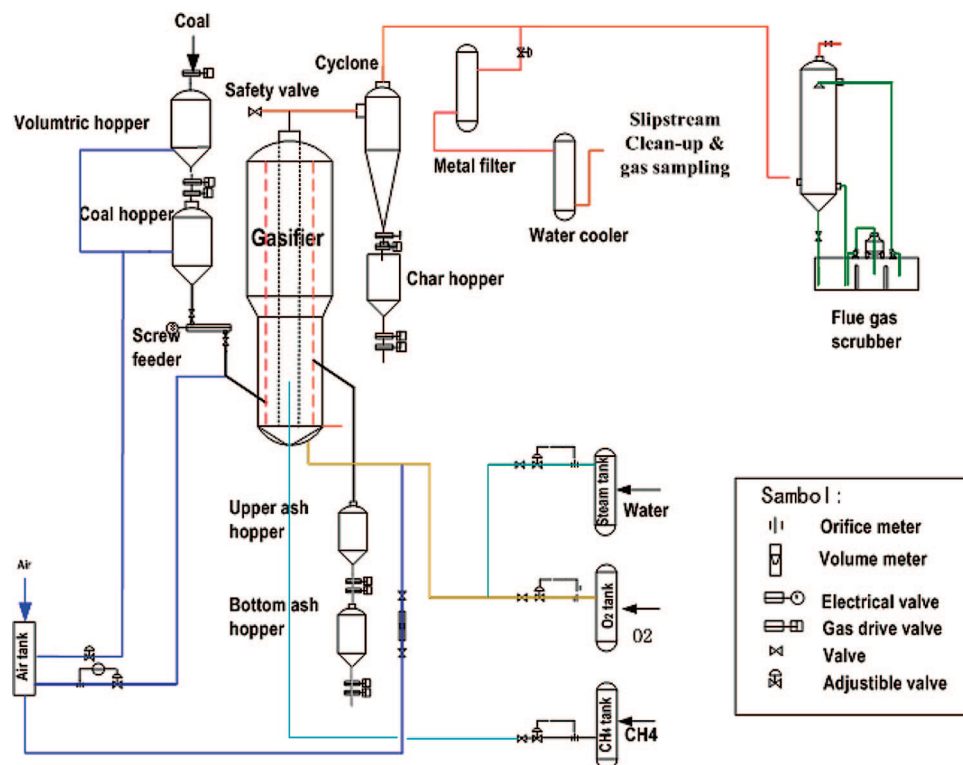 Coal
Cyclone
Safety valve
Volumtric hopper
Slipstream
Clean-up &
gas sampling
Metal filter
Coal hopper
Gasifier
Water cooler
Char hopper
Flue gas
scrubber
Screw
feeder
Steam tank
Water
Upper ash
hopper
Air
Bottom ash
hopper
O2 tank
O2
Air tank
CH4 tank
CH4
Sambol:
Orifice meter
Volume meter
Electrical valve
Gas drive valve
Valve
Adjustible valve